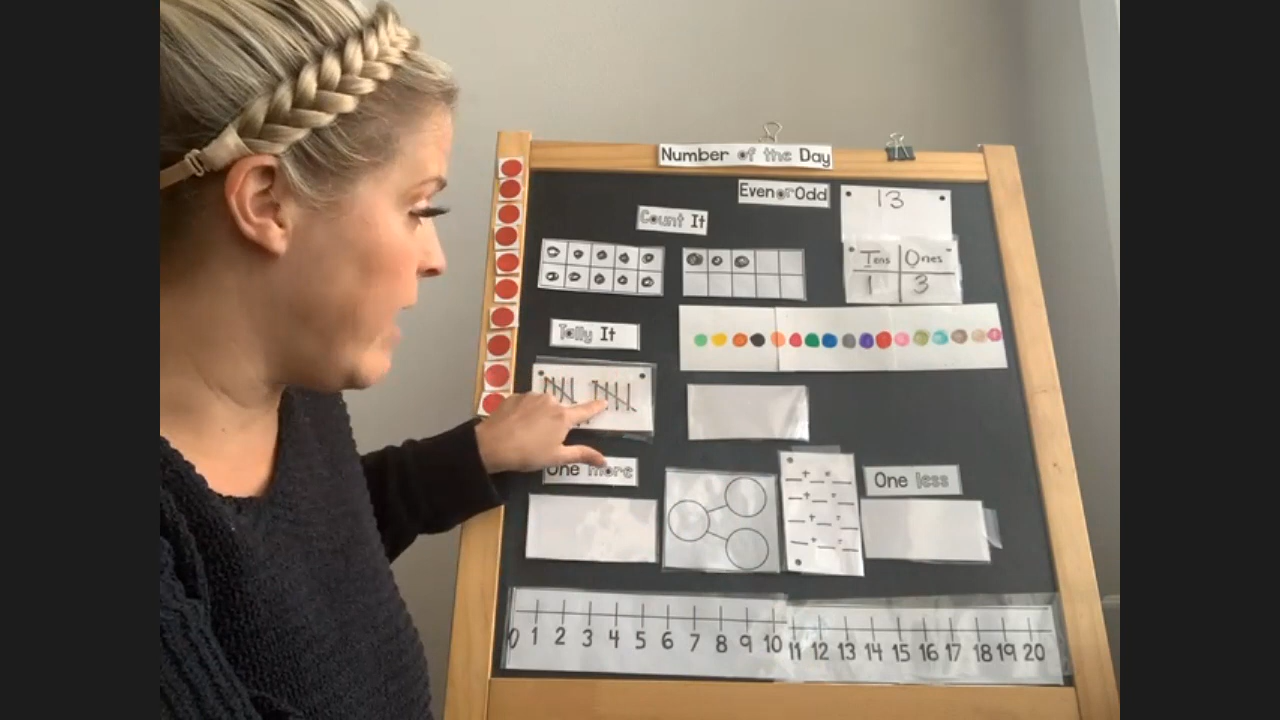 Number of the Day
Even or Odd
13
Count It
Tens Ones
1 3
Tally It
One more
+ =
+ =
+ =
+ =
One less
0 1 2 3 4 5 6 7 8 9 10 11 12 13 14 15 16 17 18 19 20